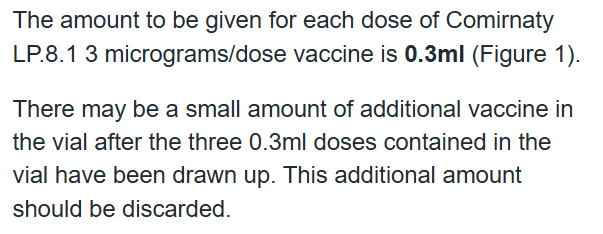 The amount to be given for each dose of Comirnaty
LP.8.1 3 micrograms/dose vaccine is 0.3ml (Figure 1).
There may be a small amount of additional vaccine in
the vial after the three 0.3ml doses contained in the
vial have been drawn up. This additional amount
should be discarded.